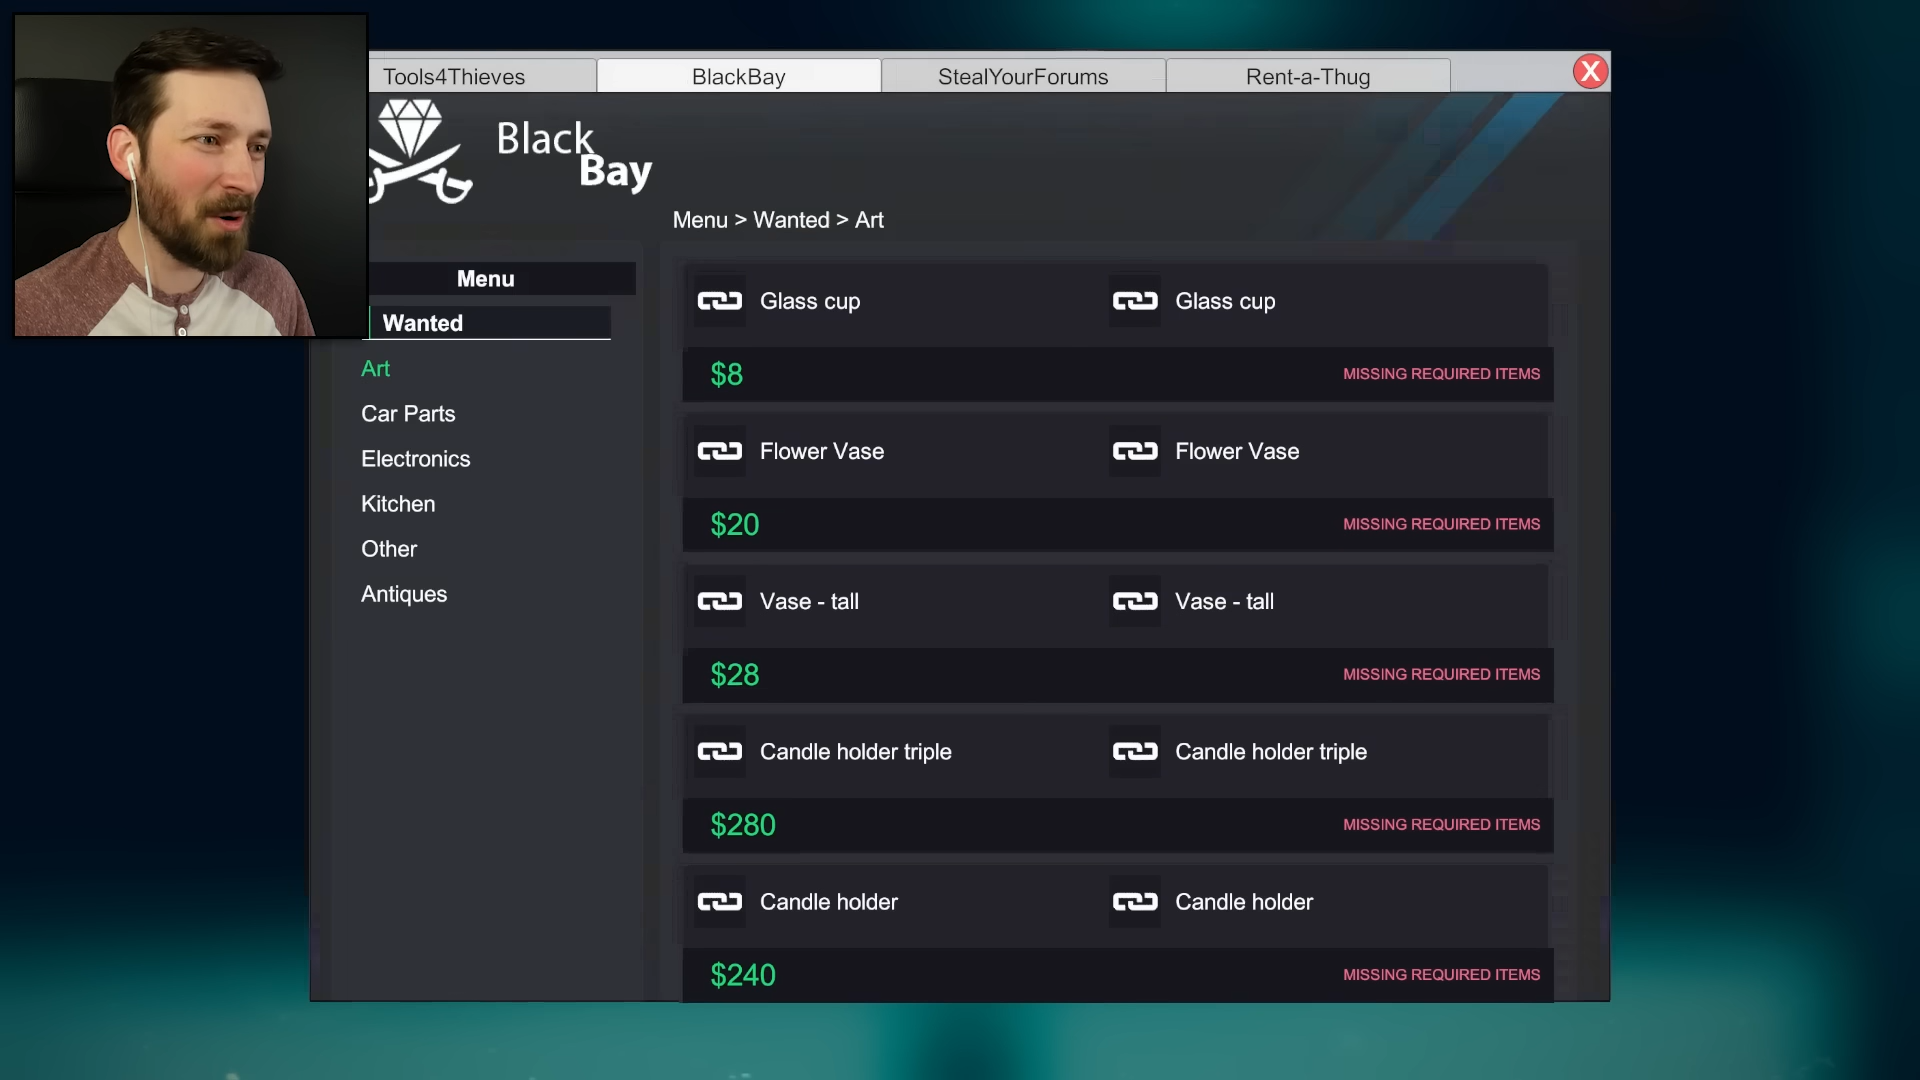 Tools4Thieves BlackBay StealYourForums Rent-a-Thug X
Black
Bay
Menu > Wanted > Art
Menu
Wanted
Art
Car Parts
Electronics
Kitchen
Other
Antiques
Glass cup Glass cup
$8 MISSING REQUIRED ITEMS
Flower Vase Flower Vase
$20 MISSING REQUIRED ITEMS
Vase - tall Vase - tall
$28 MISSING REQUIRED ITEMS
Candle holder triple Candle holder triple
$280 MISSING REQUIRED ITEMS
Candle holder Candle holder
$240 MISSING REQUIRED ITEMS